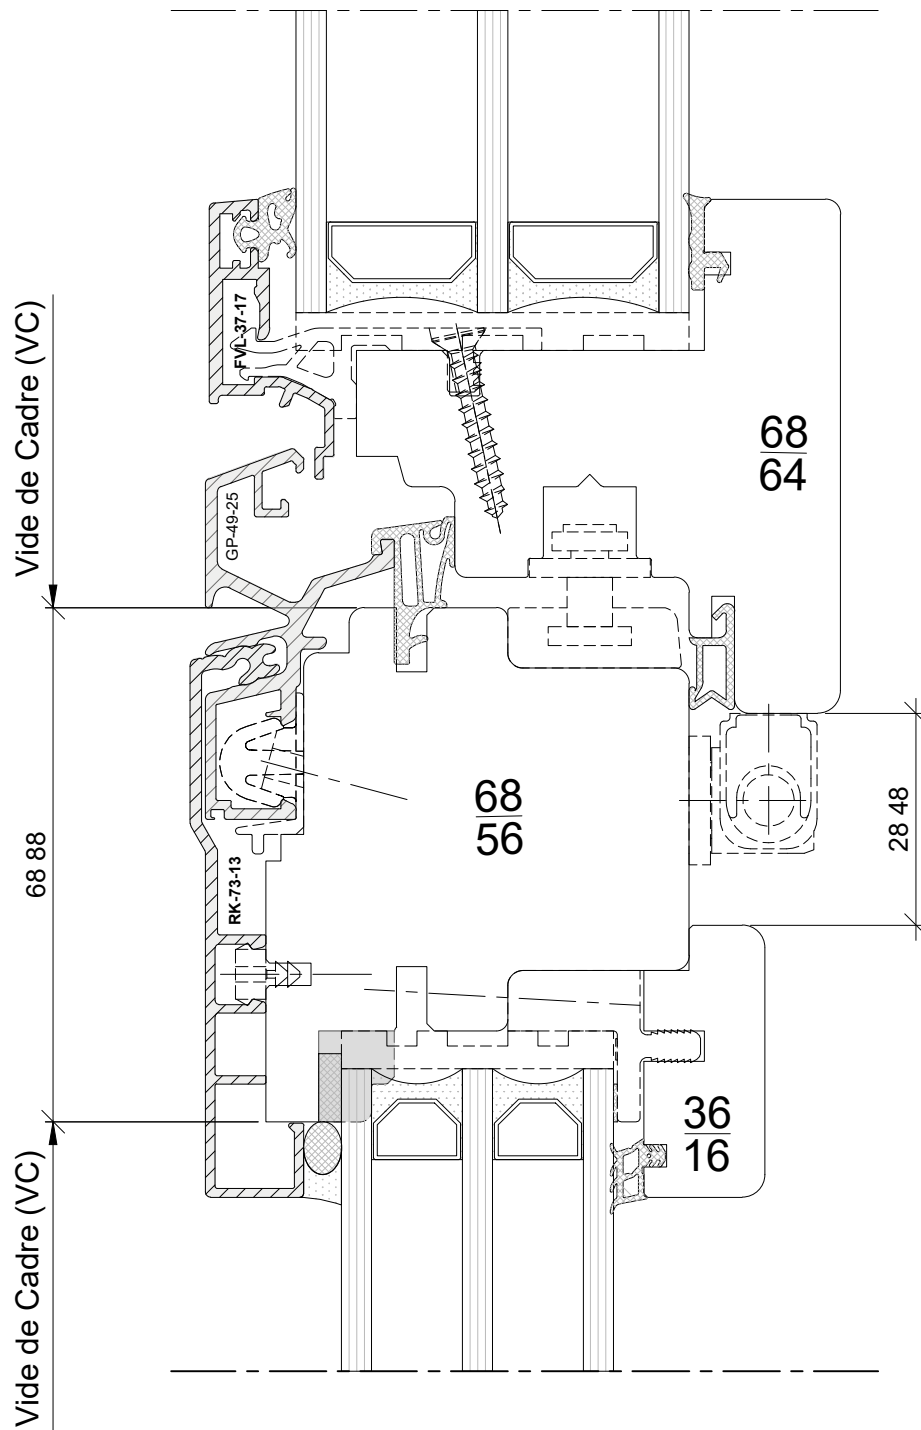 FVL-37-17
Vide de Cadre (VC)
68
64
GP-49-25
68
56
28 48
68 88
RK-73-13
36
16
Vide de Cadre (VC)